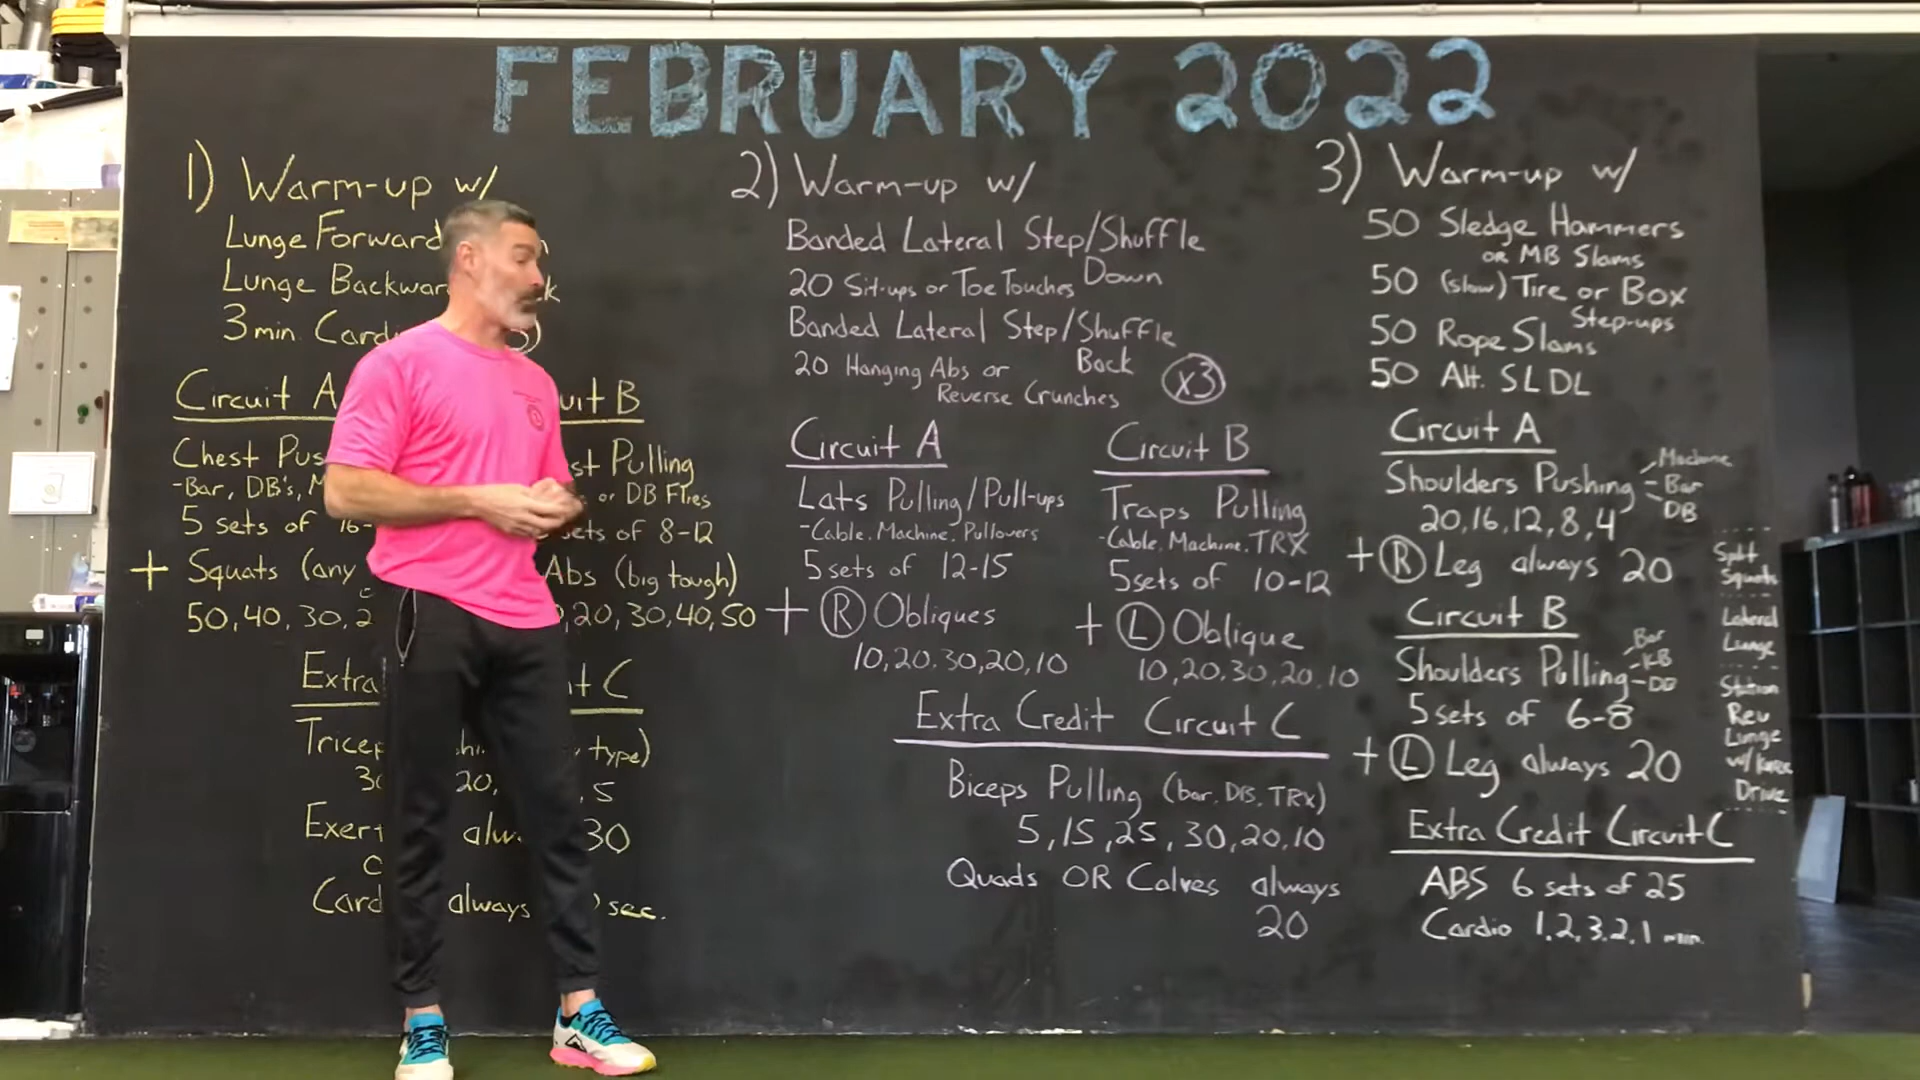 FEBRUARY 2022
1) Warm-up w/
Lunge Forward
Lunge Backwar
3 min Cardi
Circuit A
Chest Pus
-Bar, DB's, M
5 sets of 16-
+ Squats (any
50, 40, 30, 2
uit B
st Pulling
or DB Flies
sets of 8-12
Abs (big tough)
20, 30, 40, 50
Extra
t C
Tricep
type)
20,
, 5
Exer
alw
30
Card
always
sec.
2) Warm-up w/
Banded Lateral Step/Shuffle
Down
20 Sit-ups or Toe Touches
Banded Lateral Step/Shuffle
Back
20 Hanging Abs or
Reverse Crunches
x3
Circuit A
Lats Pulling/Pull-ups
-Cable, Machine, Pullovers
5 sets of 12-15
+ (R) Obliques
10, 20, 30, 20, 10
Circuit B
Traps Pulling
-Cable, Machine, TRX
5 sets of 10-12
+ (L) Oblique
10, 20, 30, 20, 10
Extra Credit Circuit C
Biceps Pulling (bar, DB, TRX)
5, 15, 25, 30, 20, 10
Quads OR Calves always
20
3) Warm-up w/
50 Sledge Hammers
or MB Slams
50 (slow) Tire or Box
Step-ups
50 Rope Slams
50 Alt. SLDL
Circuit A
Shoulders Pushing
- Machine
- Bar
- DB
20, 16, 12, 8, 4
+ (R) Leg always 20
Circuit B
Shoulders Pulling
- Bar
- KB
- DB
5 sets of 6-8
+ (L) Leg always 20
Split
Squats
Lateral
Lunge
Station
Rev
Lunge
w/ Knee
Drive
Extra Credit Circuit C
ABS 6 sets of 25
Cardio 1, 2, 3, 2, 1 min.